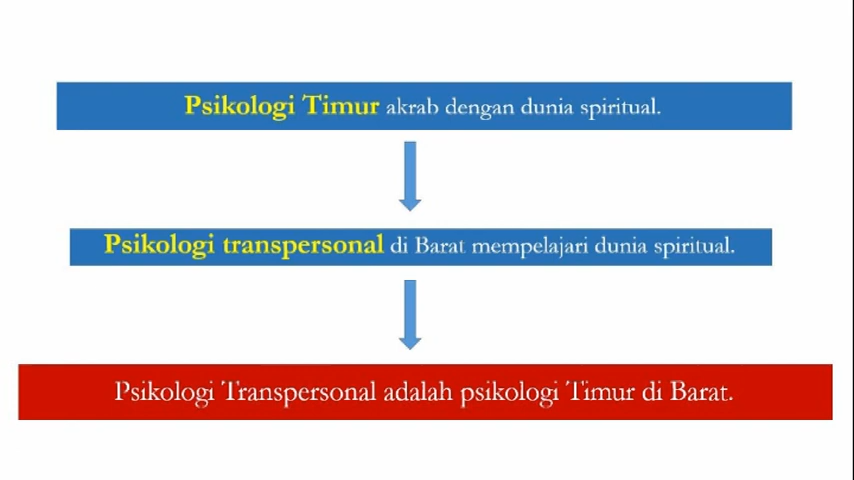 Psikologi Timur akrab dengan dunia spiritual.
Psikologi transpersonal di Barat mempelajari dunia spiritual.
Psikologi Transpersonal adalah psikologi Timur di Barat.